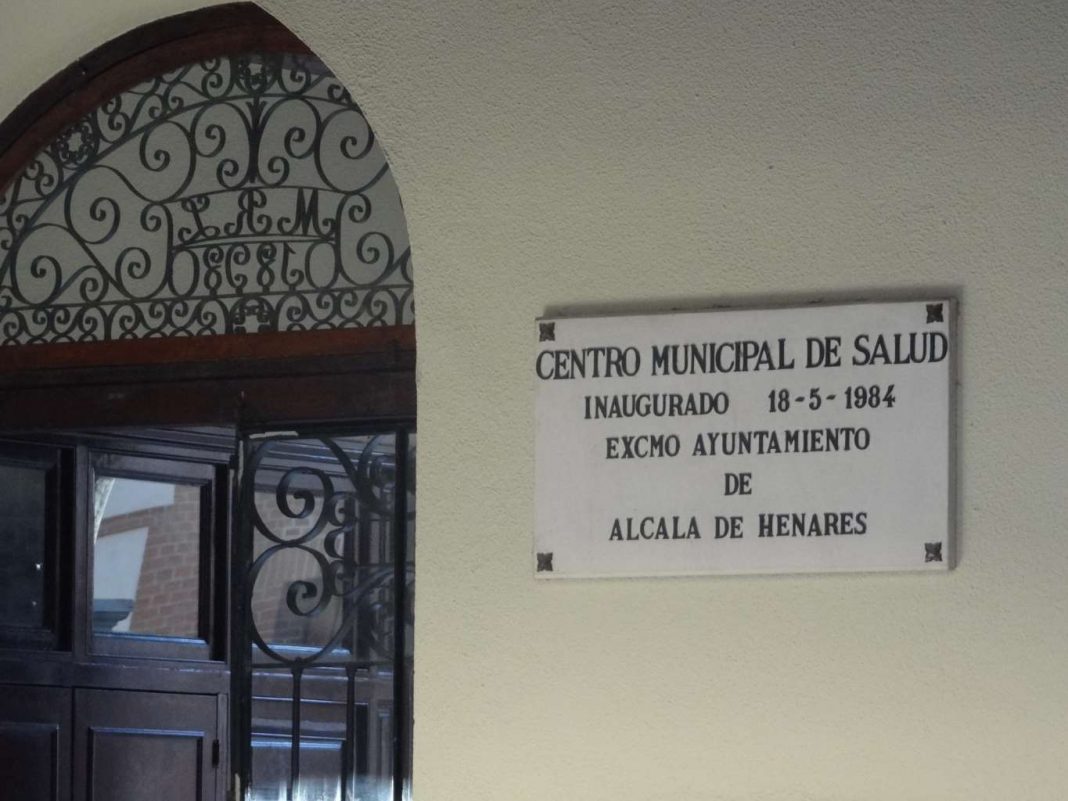 CENTRO MUNICIPAL DE SALUD
INAUGURADO 18-5-1984
EXCMO AYUNTAMIENTO
DE
ALCALA DE HENARES